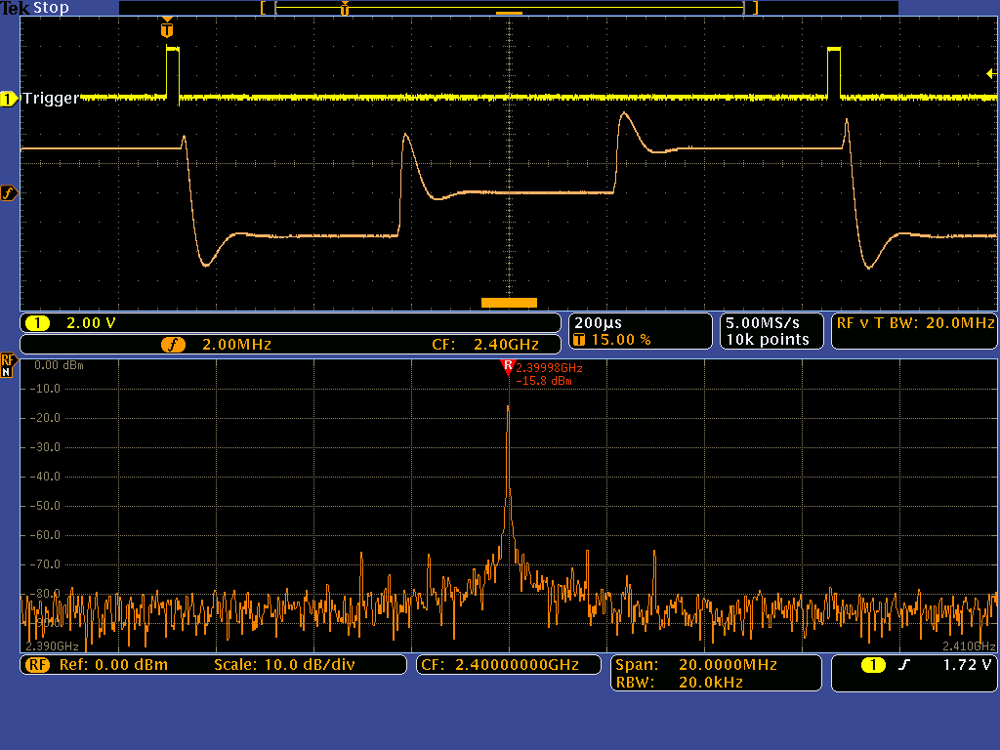 Tek Stop
T
T
1 Trigger
f
1 2.00 V
f 2.00MHz CF: 2.40GHz
200µs
T 15.00 %
5.00MS/s
10k points
RF v T BW: 20.0MHz
RF
N
0.00 dBm
R 2.39998GHz
-15.8 dBm
-10.0
-20.0
-30.0
-40.0
-50.0
-60.0
-70.0
-80.0
2.390GHz
2.410GHz
RF Ref: 0.00 dBm Scale: 10.0 dB/div
CF: 2.40000000GHz
Span: 20.0000MHz
RBW: 20.0kHz
1 1.72 V